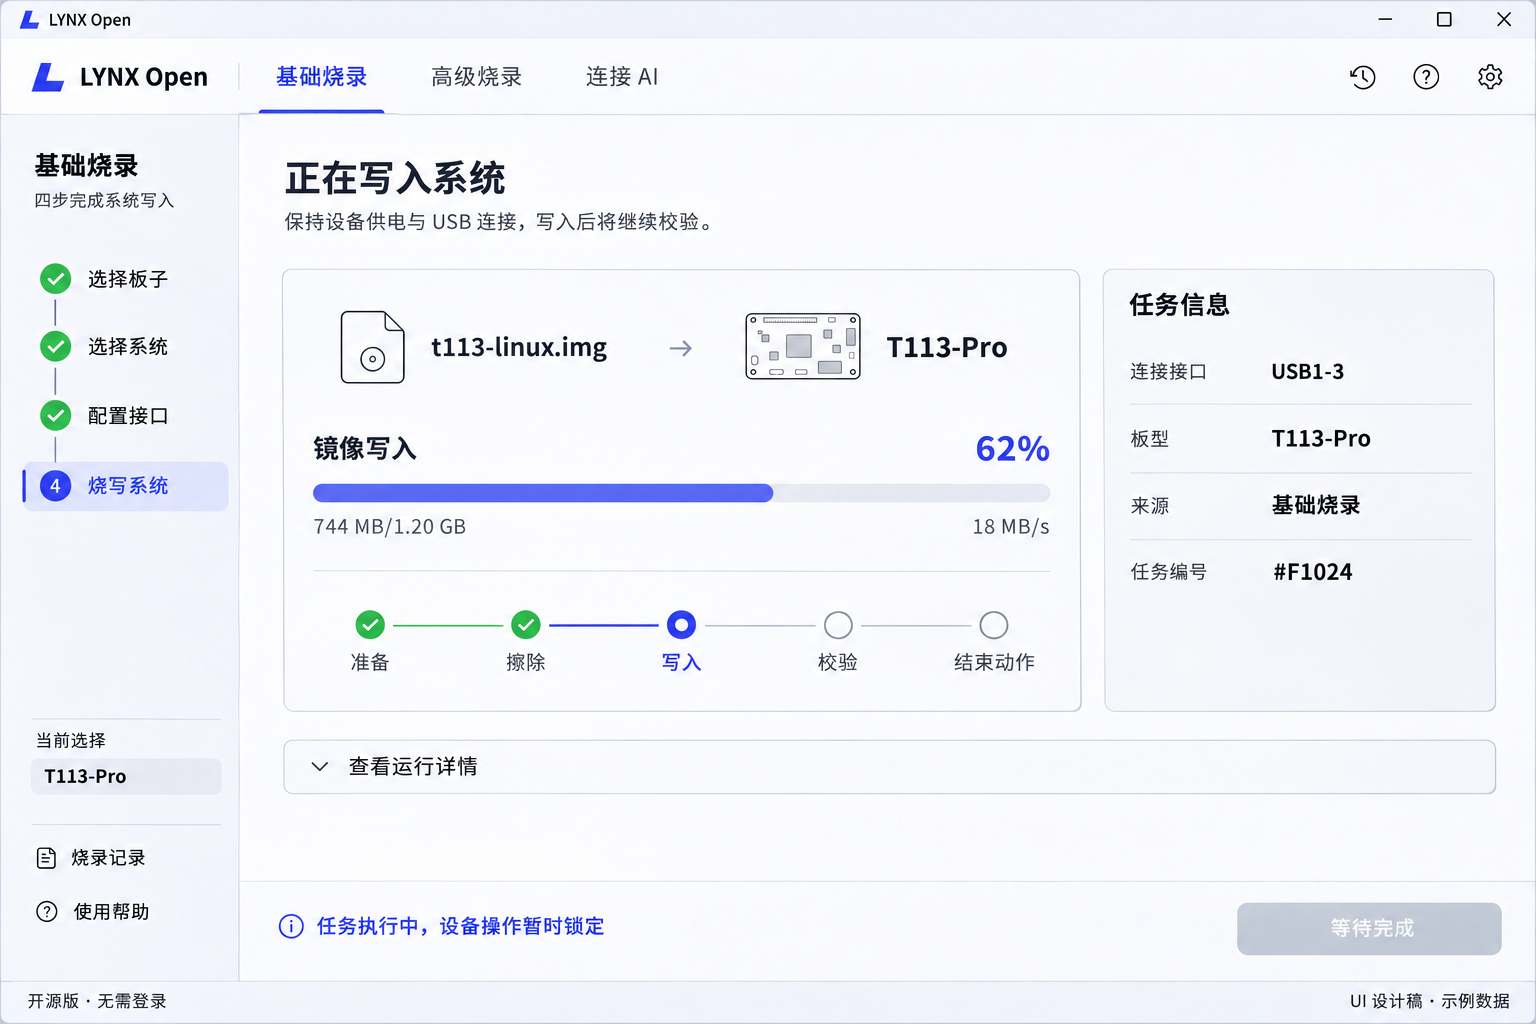 LYNX Open
LYNX Open
基础烧录
高级烧录
连接 AI
基础烧录
四步完成系统写入
选择板子
选择系统
配置接口
4 烧写系统
当前选择
T113-Pro
烧录记录
使用帮助
正在写入系统
保持设备供电与 USB 连接，写入后将继续校验。
t113-linux.img
T113-Pro
镜像写入
62%
744 MB/1.20 GB
18 MB/s
准备
擦除
写入
校验
结束动作
任务信息
连接接口 USB1-3
板型 T113-Pro
来源 基础烧录
任务编号 #F1024
查看运行详情
任务执行中，设备操作暂时锁定
等待完成
开源版 · 无需登录
UI 设计稿 · 示例数据